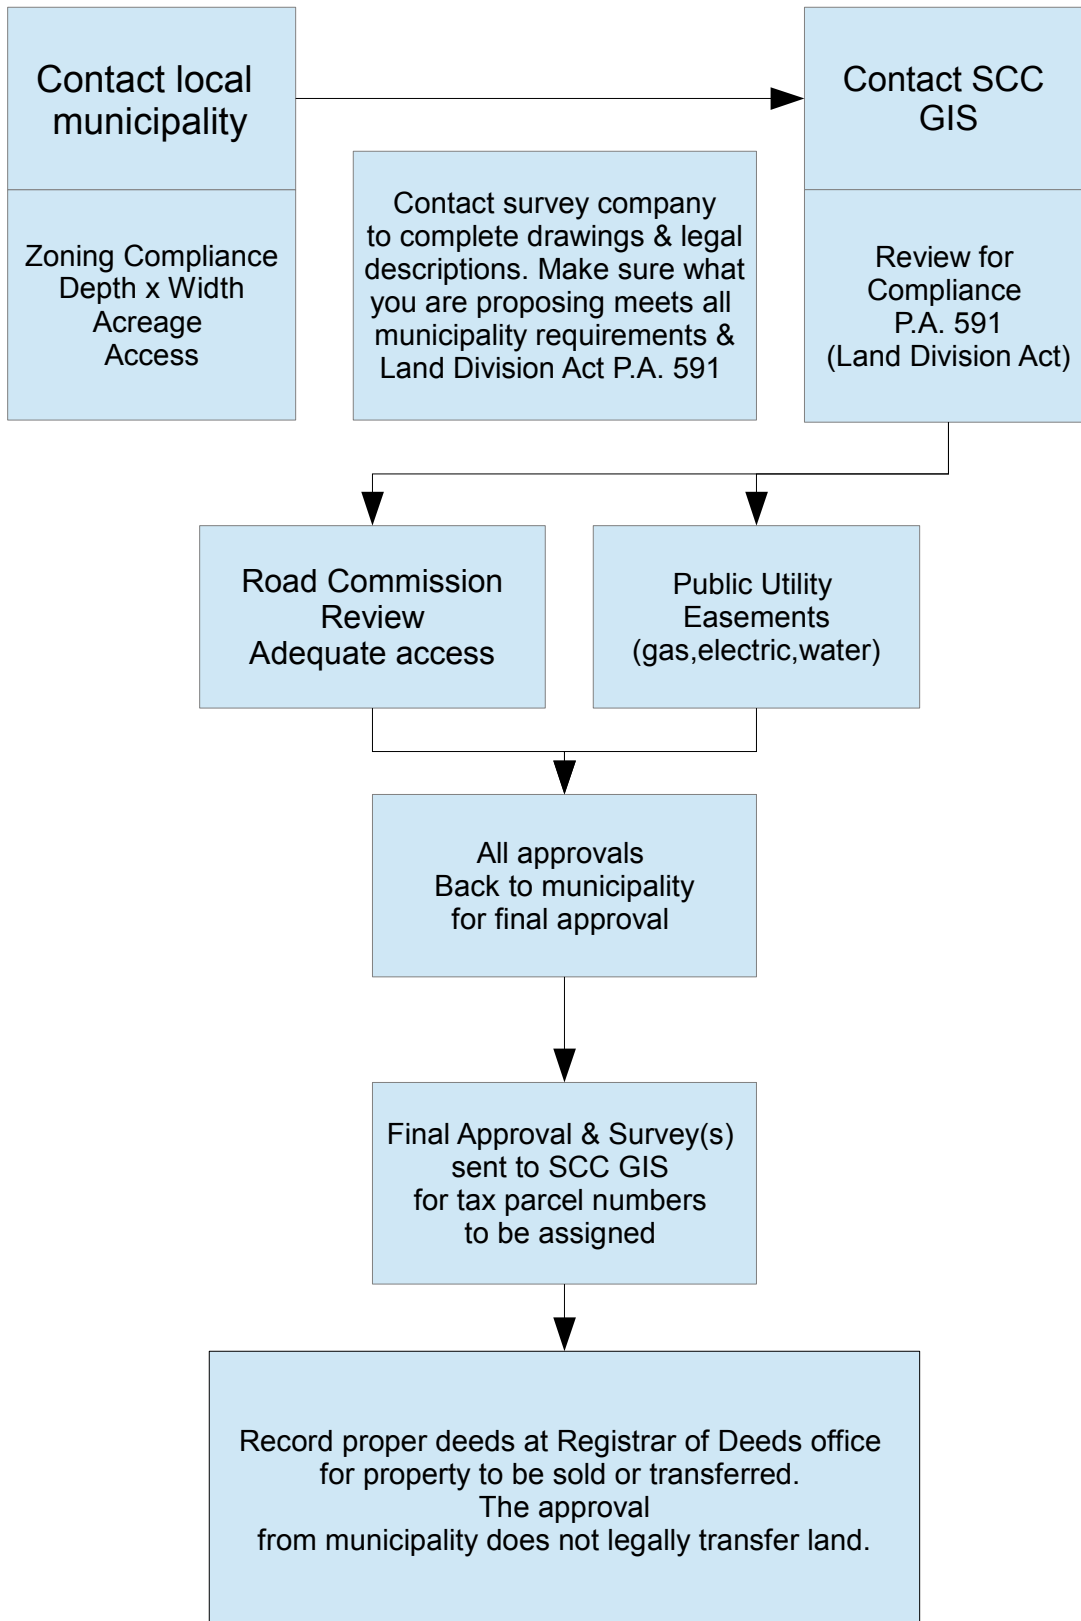 Contact local
municipality
Zoning Compliance
Depth x Width
Acreage
Access
Contact survey company
to complete drawings & legal
descriptions. Make sure what
you are proposing meets all
municipality requirements &
Land Division Act P.A. 591
Contact SCC
GIS
Review for
Compliance
P.A. 591
(Land Division Act)
Road Commission
Review
Adequate access
Public Utility
Easements
(gas,electric,water)
All approvals
Back to municipality
for final approval
Final Approval & Survey(s)
sent to SCC GIS
for tax parcel numbers
to be assigned
Record proper deeds at Registrar of Deeds office
for property to be sold or transferred.
The approval
from municipality does not legally transfer land.